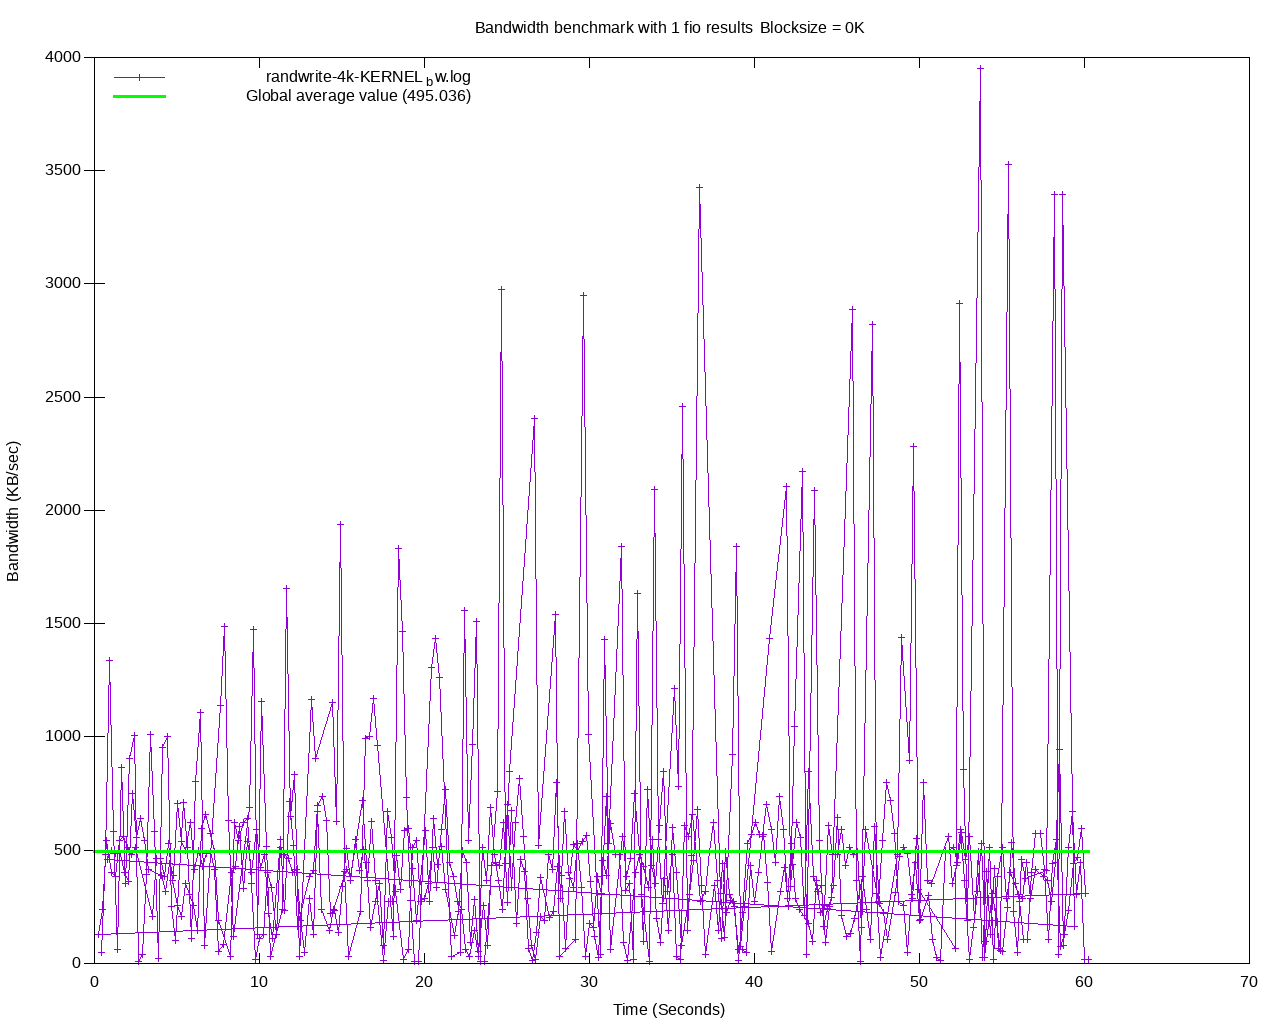 Bandwidth benchmark with 1 fio results Blocksize = 0K
randwrite-4k-KERNEL_bw.log
Global average value (495.036)
4000
3500
3000
2500
2000
1500
1000
500
0
Bandwidth (KB/sec)
0 10 20 30 40 50 60 70
Time (Seconds)